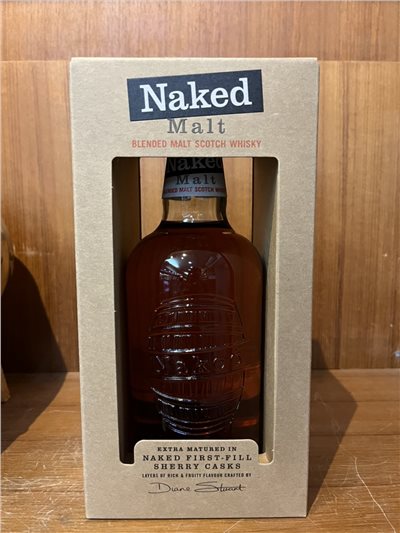 Naked
Malt
BLENDED MALT SCOTCH WHISKY
Naked
Malt
BLENDED MALT SCOTCH WHISKY
Naked
EXTRA MATURED IN
NAKED FIRST-FILL
SHERRY CASKS
LAYERS OF RICH & FRUITY FLAVOUR CRAFTED BY
Diane Stuart